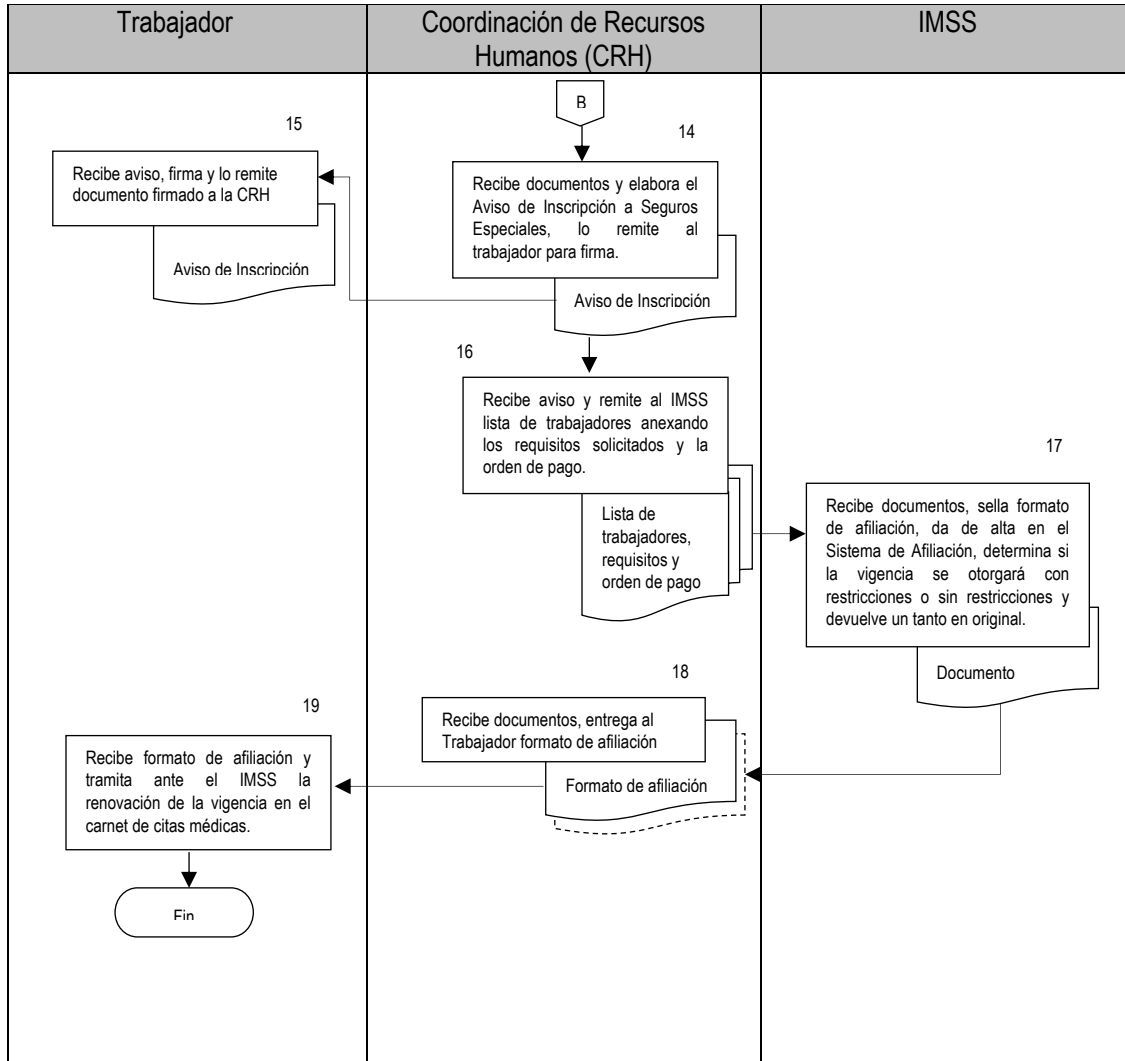 Trabajador
Coordinación de Recursos
Humanos (CRH)
IMSS
B
14
Recibe documentos y elabora el
Aviso de Inscripción a Seguros
Especiales, lo remite al
trabajador para firma.
Aviso de Inscripción
15
Recibe aviso, firma y lo remite
documento firmado a la CRH
Aviso de Inscripción
16
Recibe aviso y remite al IMSS
lista de trabajadores anexando
los requisitos solicitados y la
orden de pago.
Lista de
trabajadores,
requisitos y
orden de pago
17
Recibe documentos, sella formato
de afiliación, da de alta en el
Sistema de Afiliación, determina si
la vigencia se otorgará con
restricciones o sin restricciones y
devuelve un tanto en original.
Documento
18
Recibe documentos, entrega al
Trabajador formato de afiliación
Formato de afiliación
19
Recibe formato de afiliación y
tramita ante el IMSS la
renovación de la vigencia en el
carnet de citas médicas.
Fin